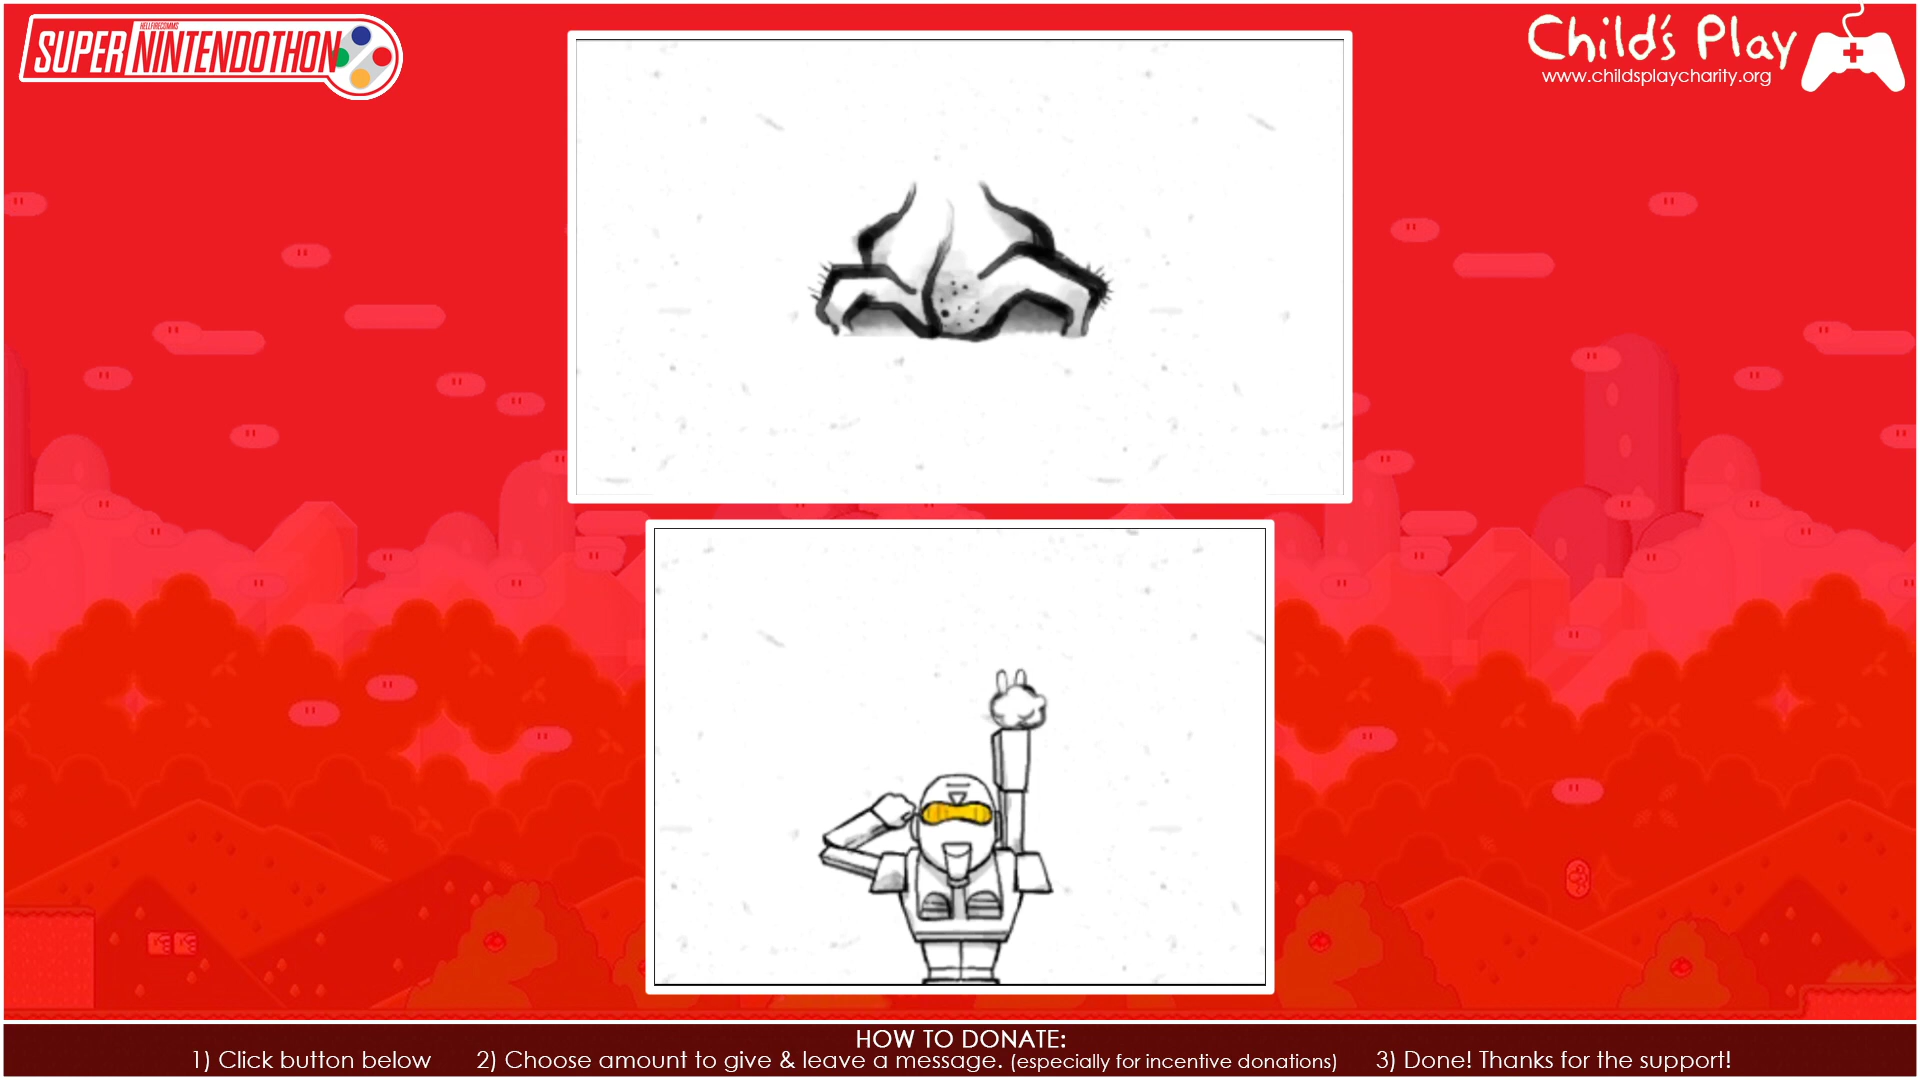 HELLFIRECOMMS
SUPER NINTENDOTHON
Child's Play
www.childsplaycharity.org
HOW TO DONATE:
1) Click button below 2) Choose amount to give & leave a message. (especially for incentive donations) 3) Done! Thanks for the support!